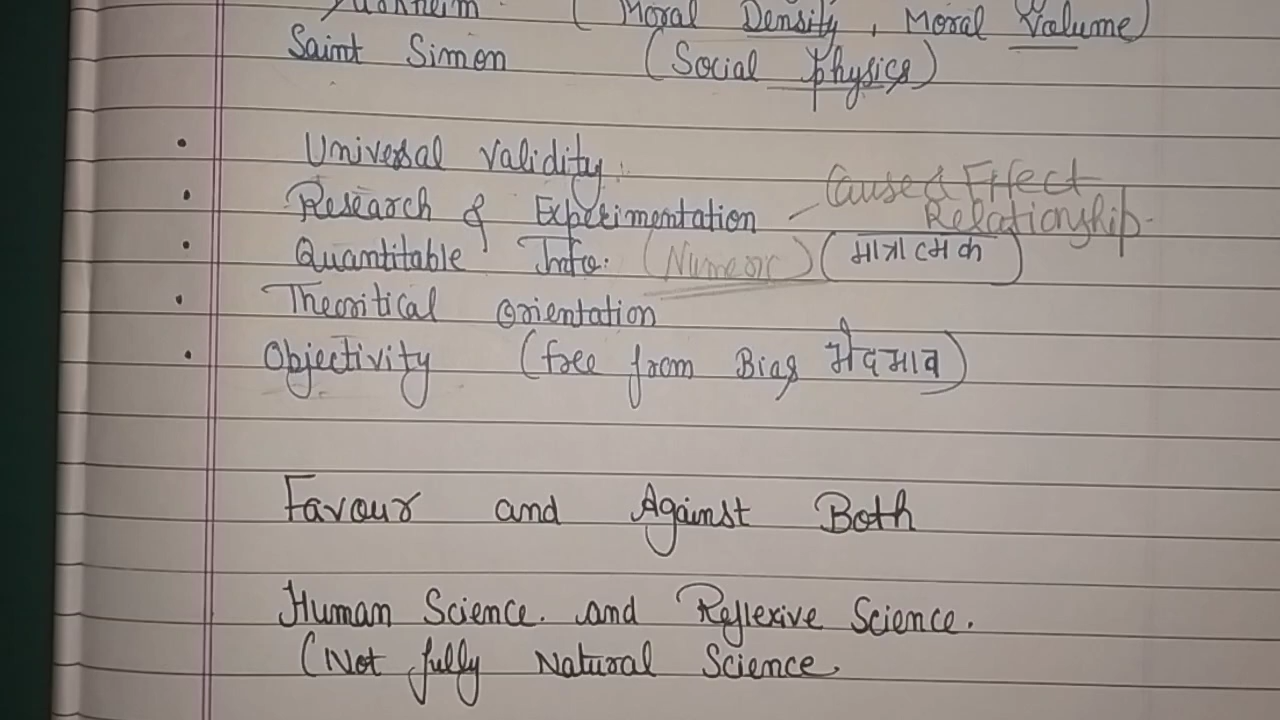 Durkheim (Moral Density, Moral Volume)
Saint Simon (Social Physics)
• Universal Validity.
• Research & Experimentation – Cause & Effect Relationship.
• Quantitable Info. (Numeric) (मात्रात्मक)
• Theoritical orientation
• Objectivity (free from Bias भेदभाव)
Favour and Against Both
Human Science. and Reflexive Science.
(Not fully Natural Science.